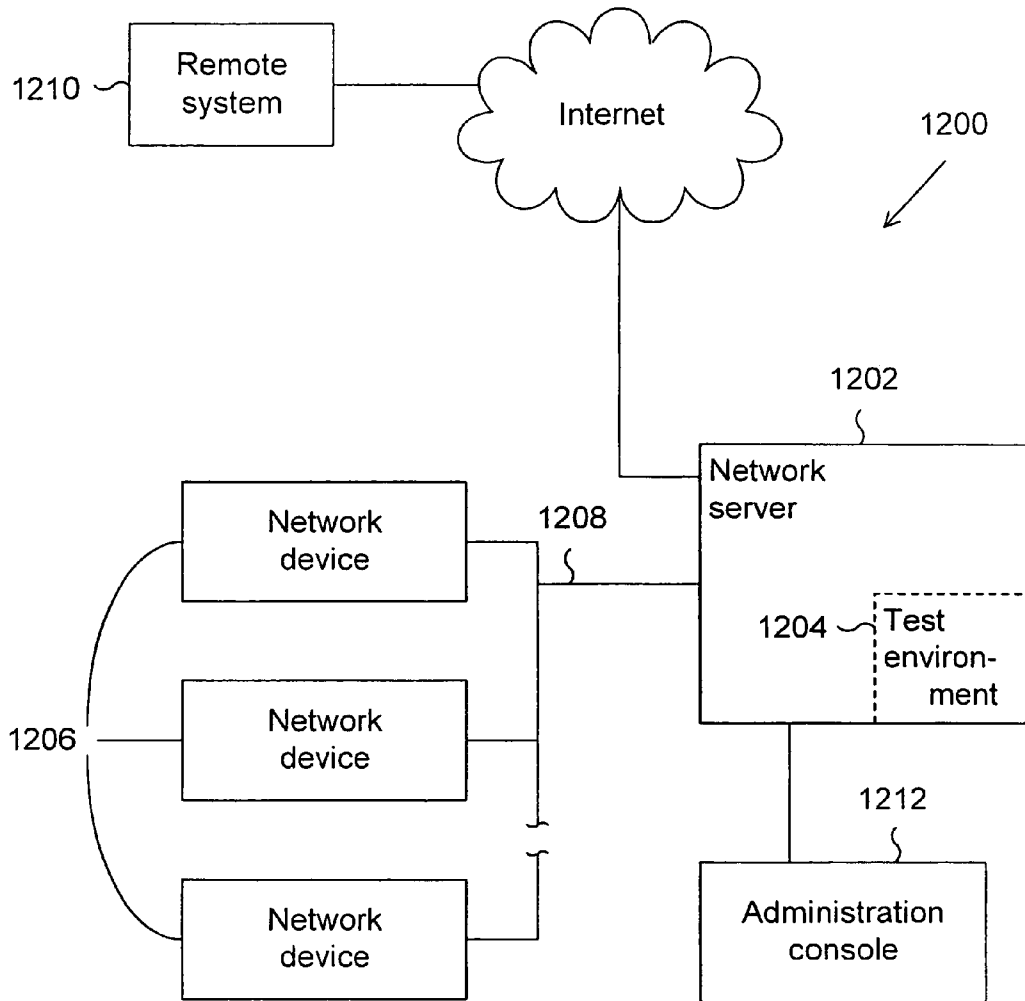 Remote
system
1210
Internet
1200
1202
Network
server
Network
device
1208
1204
Test
environ-
ment
Network
device
1206
1212
Network
device
Administration
console